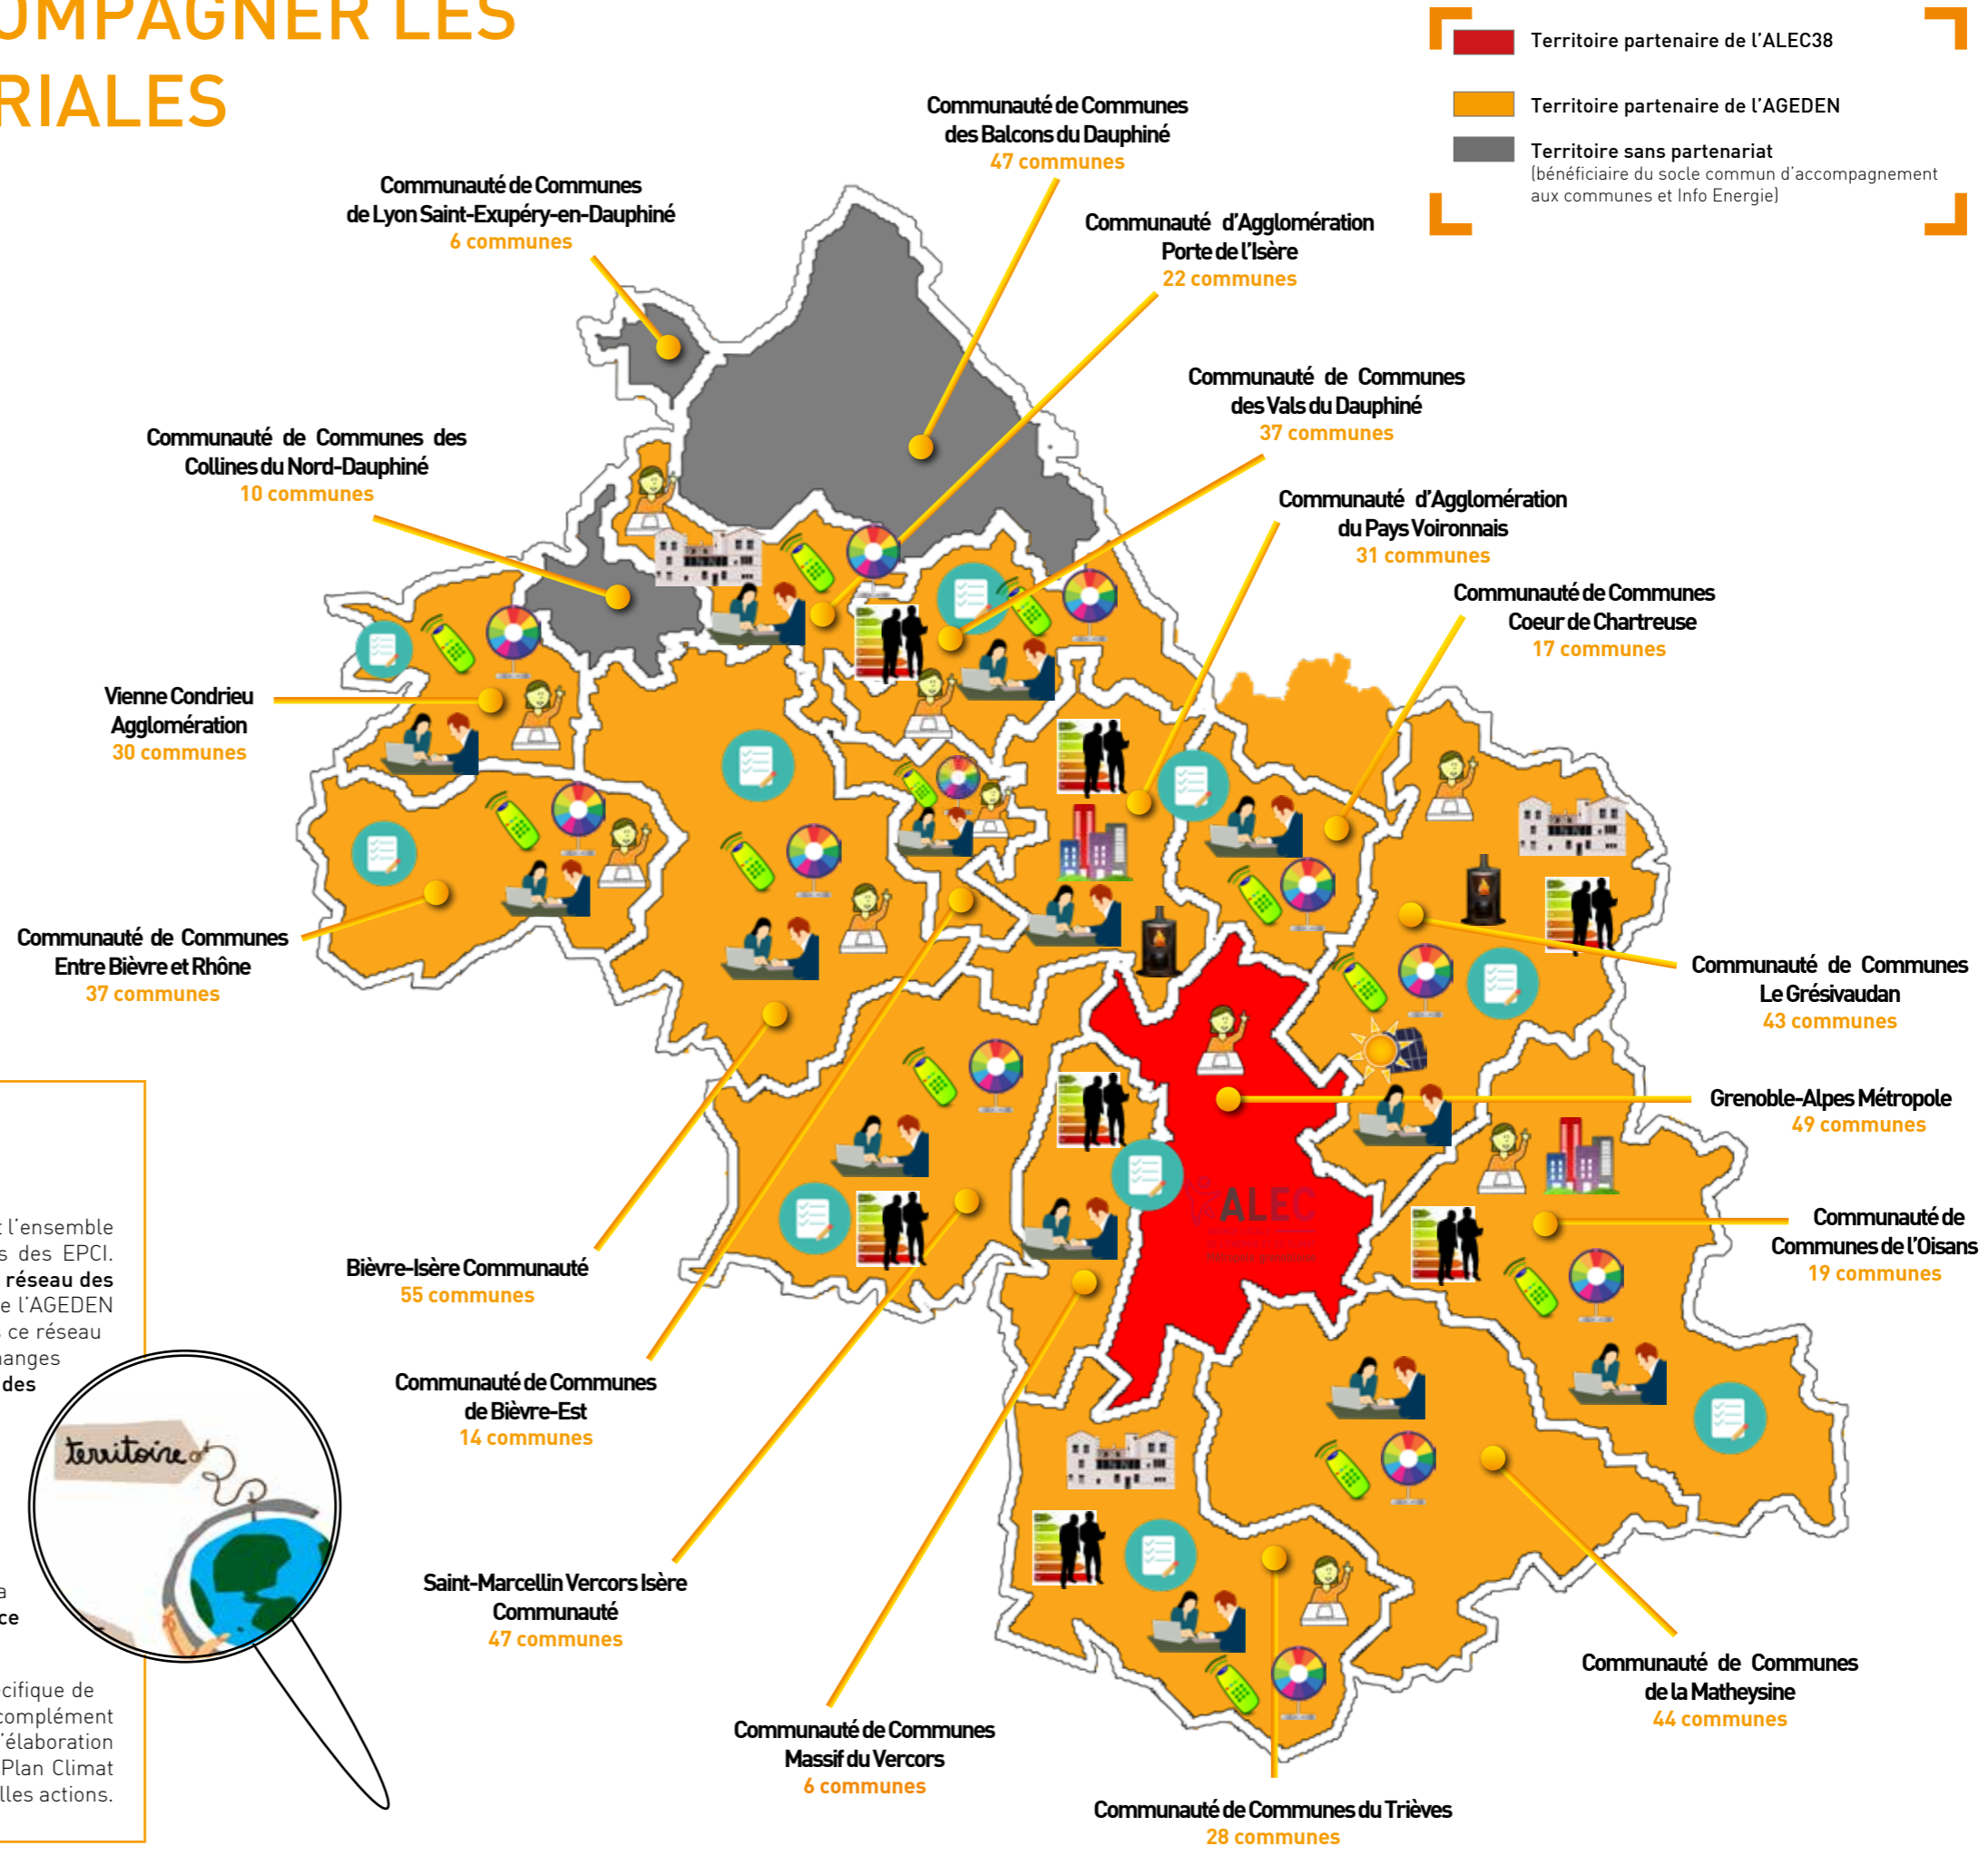 OMPAGNER LES
RIALES
Territoire partenaire de l'ALEC38
Territoire partenaire de l'AGEDEN
Territoire sans partenariat
(bénéficiaire du socle commun d'accompagnement
aux communes et Info Energie)
Communauté de Communes
des Balcons du Dauphiné
47 communes
Communauté de Communes
de Lyon Saint-Exupéry-en-Dauphiné
6 communes
Communauté d'Agglomération
Porte de l'Isère
22 communes
Communauté de Communes
des Vals du Dauphiné
37 communes
Communauté de Communes des
Collines du Nord-Dauphiné
10 communes
Communauté d'Agglomération
du Pays Voironnais
31 communes
Communauté de Communes
Coeur de Chartreuse
17 communes
Vienne Condrieu
Agglomération
30 communes
Communauté de Communes
Entre Bièvre et Rhône
37 communes
Communauté de Communes
Le Grésivaudan
43 communes
Grenoble-Alpes Métropole
49 communes
ALEC
Communauté de
Communes de l'Oisans
19 communes
Bièvre-Isère Communauté
55 communes
Communauté de Communes
de Bièvre-Est
14 communes
Saint-Marcellin Vercors Isère
Communauté
47 communes
Communauté de Communes
Massif du Vercors
6 communes
Communauté de Communes du Trièves
28 communes
Communauté de Communes
de la Matheysine
44 communes
t l'ensemble
s des EPCI.
réseau des
e l'AGEDEN
ce réseau
anges
des
territoire
a
ce
cifique de
complément
'élaboration
Plan Climat
lles actions.